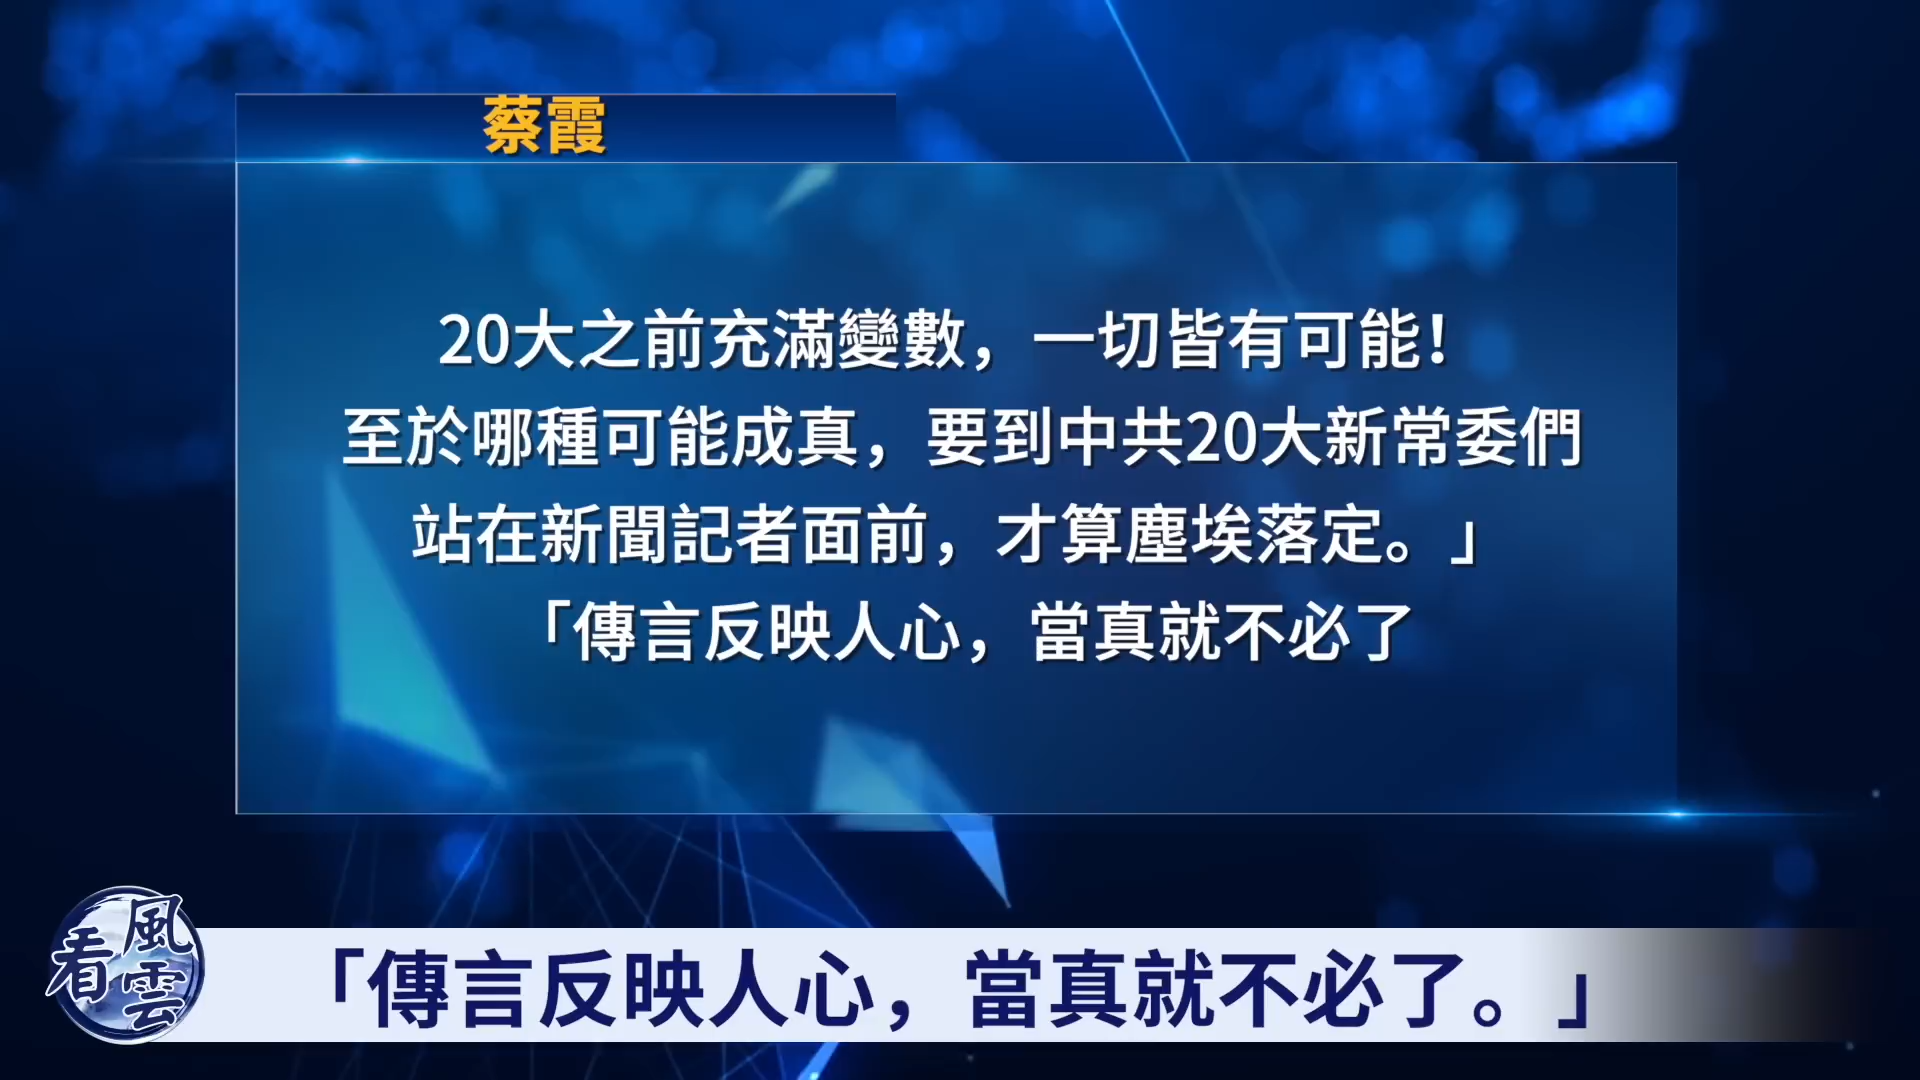 蔡霞
20大之前充滿變數，一切皆有可能！
至於哪種可能成真，要到中共20大新常委們
站在新聞記者面前，才算塵埃落定。」
「傳言反映人心，當真就不必了
看風雲
「傳言反映人心，當真就不必了。」